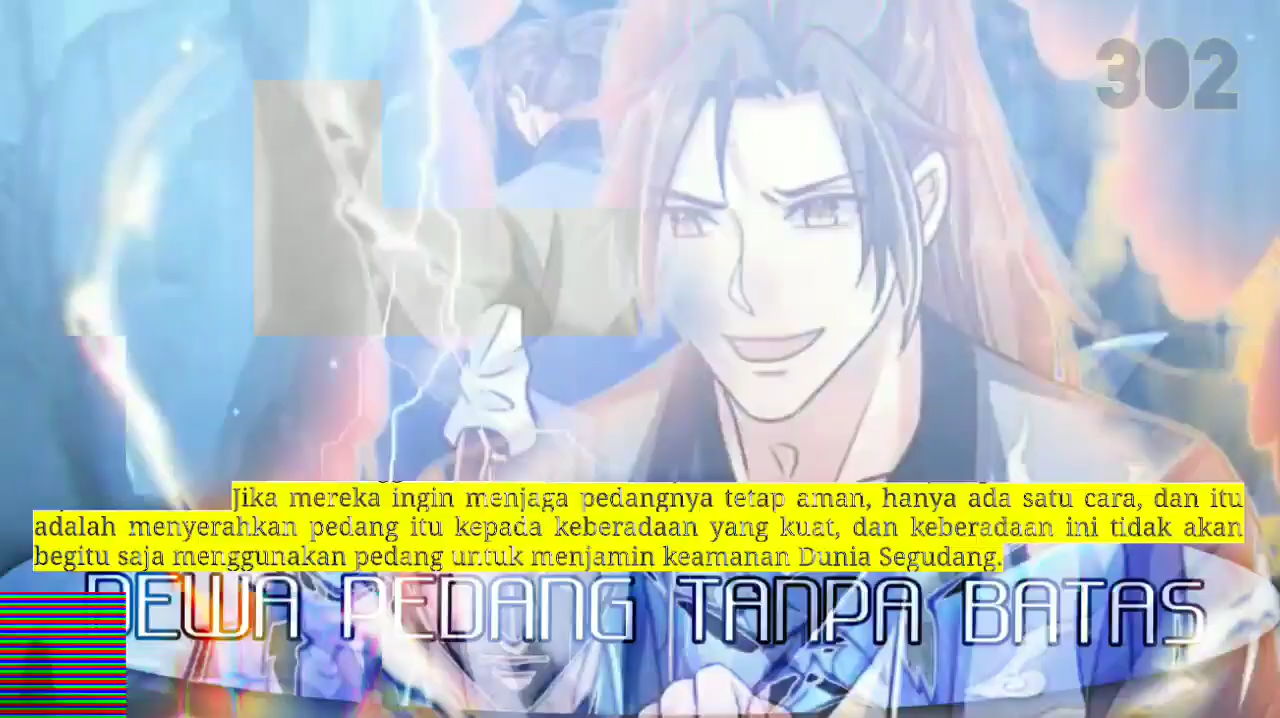 302
Jika mereka ingin menjaga pedangnya tetap aman, hanya ada satu cara, dan itu
adalah menyerahkan pedang itu kepada keberadaan yang kuat, dan keberadaan ini tidak akan
begitu saja menggunakan pedang untuk menjamin keamanan Dunia Segudang.
DEWA PEDANG TANPA BATAS